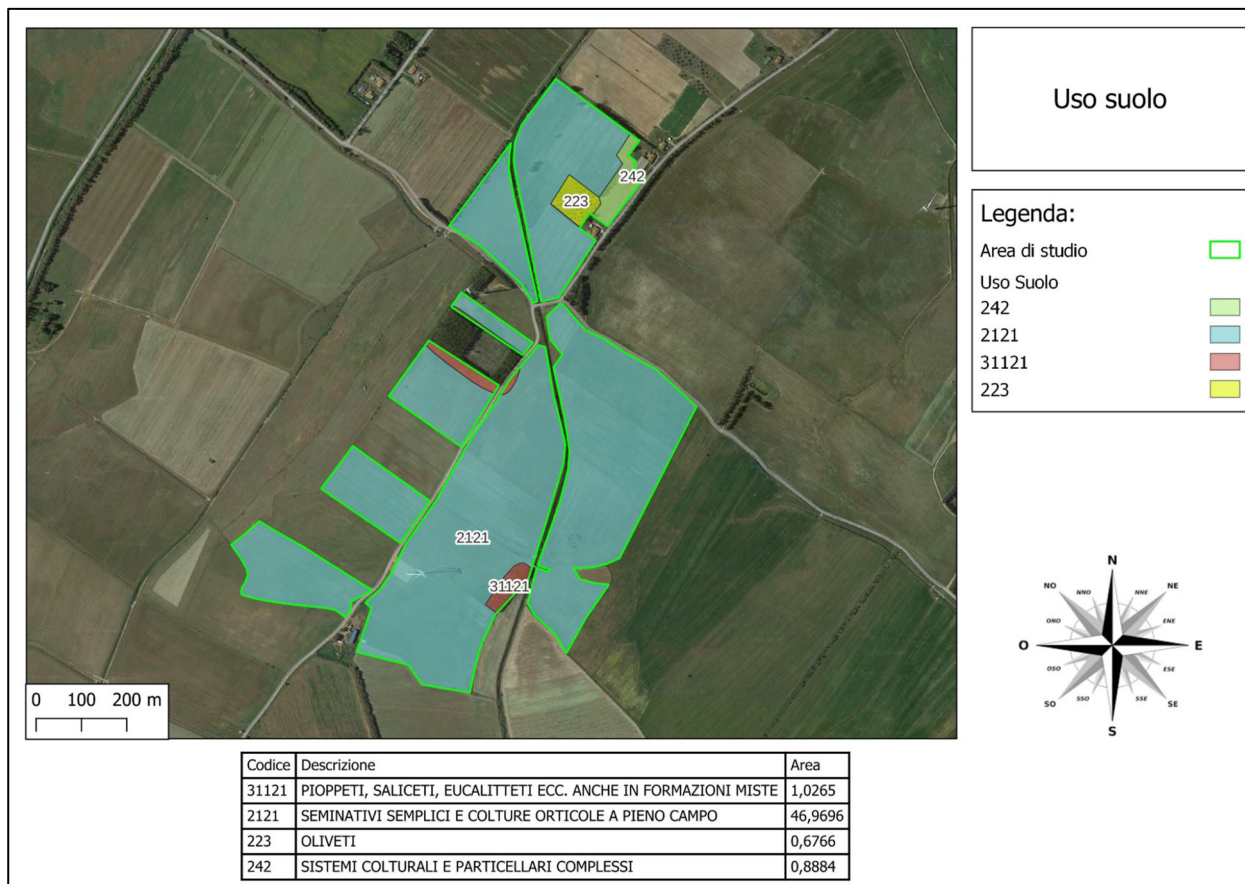 Uso suolo
242
223
2121
31121
0 100 200 m
Legenda:
Area di studio
Uso Suolo
242
2121
31121
223
N
NNO NNE
NO NE
ONO ENE
O E
OSO ESE
SO SE
SSO SSE
S
Codice Descrizione Area
31121 PIOPPETI, SALICETI, EUCALITTETI ECC. ANCHE IN FORMAZIONI MISTE 1,0265
2121 SEMINATIVI SEMPLICI E COLTURE ORTICOLE A PIENO CAMPO 46,9696
223 OLIVETI 0,6766
242 SISTEMI COLTURALI E PARTICELLARI COMPLESSI 0,8884